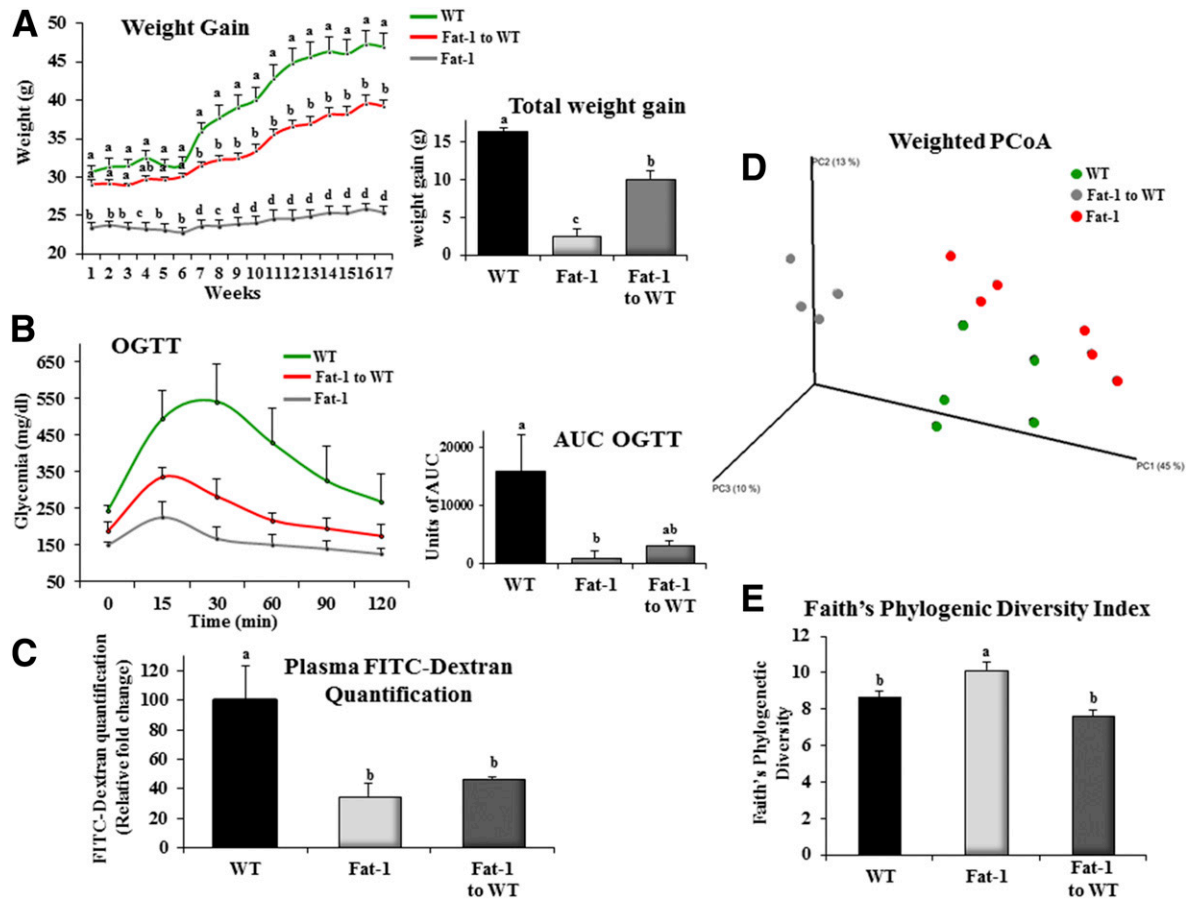 A
Weight Gain
WT
Fat-1 to WT
Fat-1
Weight (g)
50
45
40
35
30
25
20
a a a a a a a a a a a a a a a a a
a a a ab a a b b b b b b b b b b b
b b b c b b d c d d d d d d d d d
1 2 3 4 5 6 7 8 9 10 11 12 13 14 15 16 17
Weeks
Total weight gain
weight gain (g)
15
10
5
0
a
c
b
WT
Fat-1
Fat-1
to WT
B
OGTT
WT
Fat-1 to WT
Fat-1
Glycemia (mg/dl)
650
550
450
350
250
150
50
0 15 30 60 90 120
Time (min)
AUC OGTT
Units of AUC
20000
10000
0
a
b
ab
WT
Fat-1
Fat-1
to WT
C
Plasma FITC-Dextran
Quantification
FITC-Dextran quantification
(Relative fold change)
120
100
80
60
40
20
0
a
b
b
WT
Fat-1
Fat-1
to WT
D
Weighted PCoA
WT
Fat-1 to WT
Fat-1
PC2 (13 %)
PC1 (45 %)
PC3 (10 %)
E
Faith's Phylogenic Diversity Index
Faith's Phylogenetic
Diversity
12
10
8
6
4
2
0
b
a
b
WT
Fat-1
Fat-1
to WT